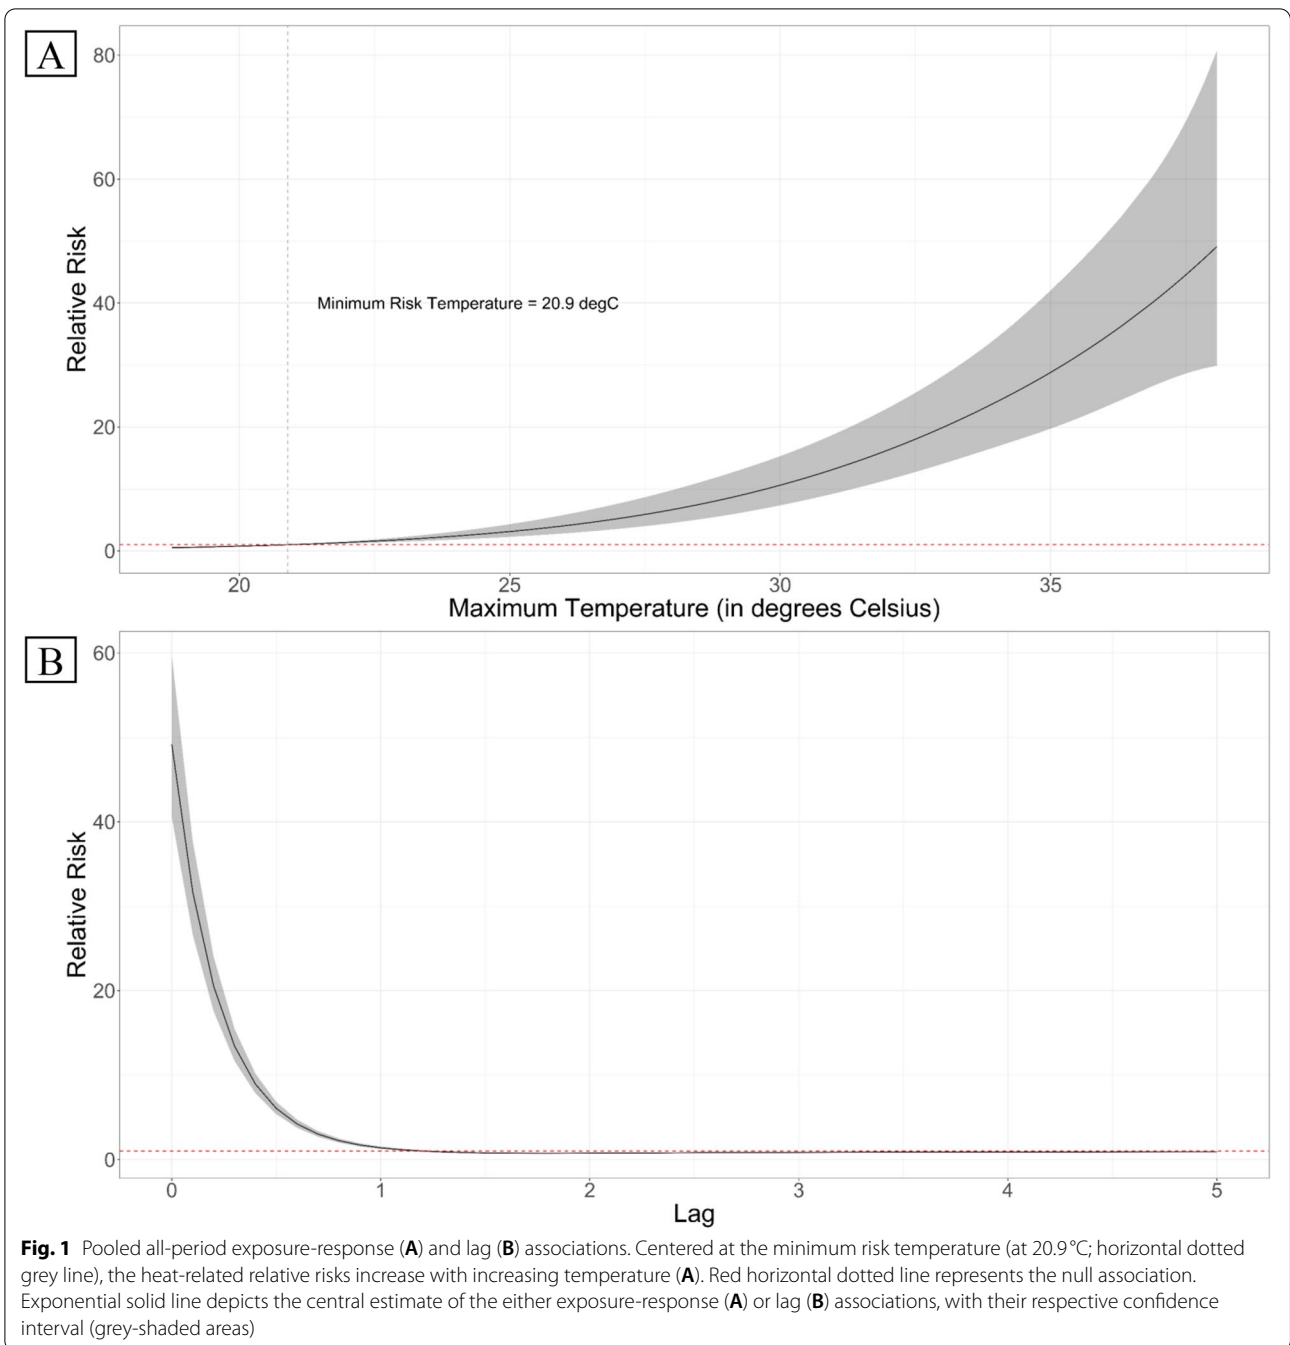 A
80
60
40
20
0
Relative Risk
Minimum Risk Temperature = 20.9 degC
20 25 30 35
Maximum Temperature (in degrees Celsius)
B
60
40
20
0
Relative Risk
0 1 2 3 4 5
Lag
Fig. 1 Pooled all-period exposure-response (A) and lag (B) associations. Centered at the minimum risk temperature (at 20.9 °C; horizontal dotted
grey line), the heat-related relative risks increase with increasing temperature (A). Red horizontal dotted line represents the null association.
Exponential solid line depicts the central estimate of the either exposure-response (A) or lag (B) associations, with their respective confidence
interval (grey-shaded areas)